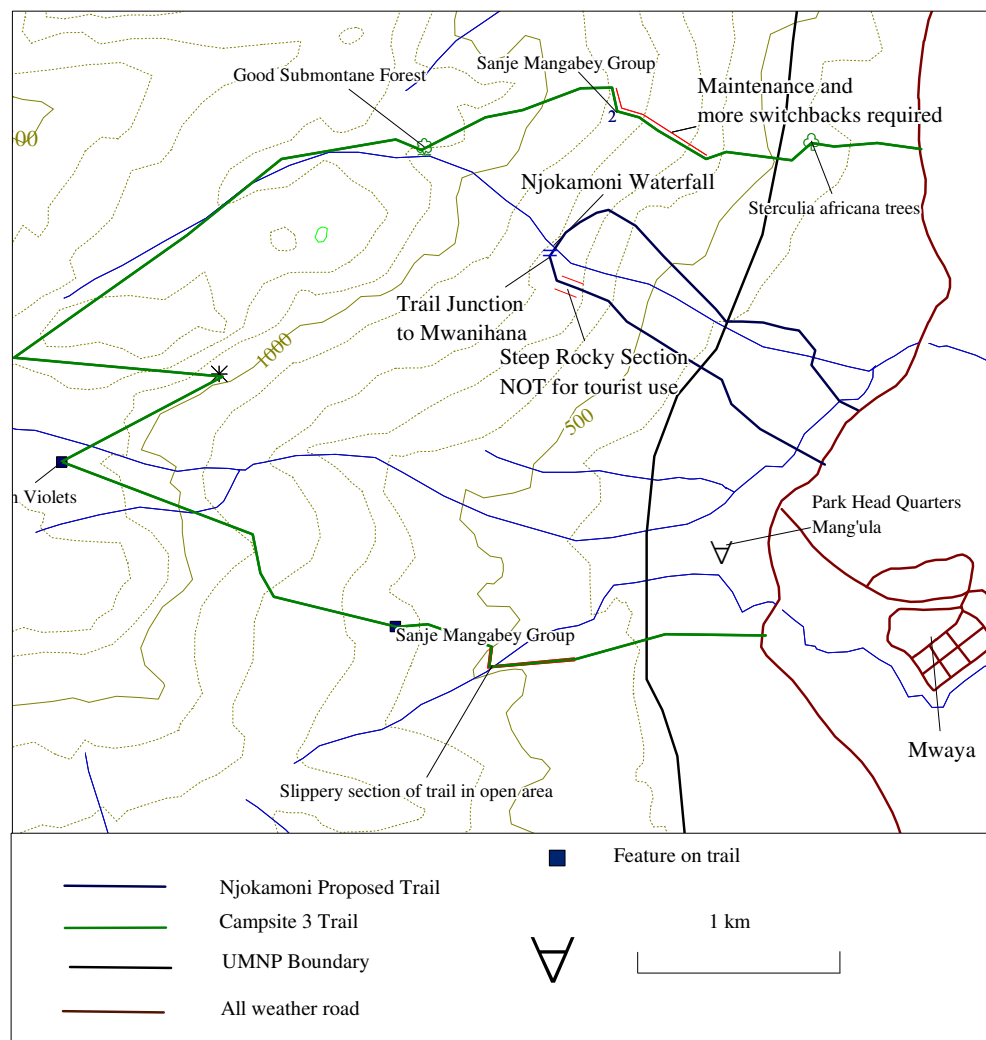 Sanje Mangabey Group
Good Submontane Forest
Maintenance and
more switchbacks required
00
2
Njokamoni Waterfall
Sterculia africana trees
Trail Junction
to Mwanihana
1000
Steep Rocky Section
NOT for tourist use
500
n Violets
Park Head Quarters
Mang'ula
Sanje Mangabey Group
Mwaya
Slippery section of trail in open area
Feature on trail
Njokamoni Proposed Trail
Campsite 3 Trail
1 km
UMNP Boundary
All weather road